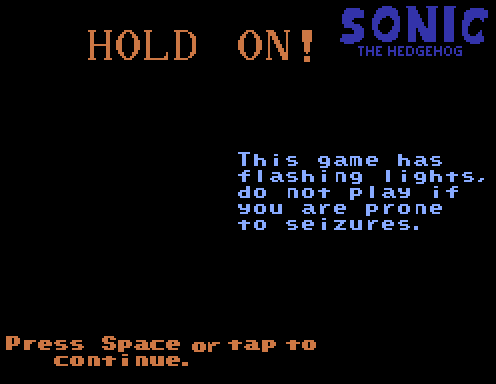 HOLD ON!
SONIC
THE HEDGEHOG
This game has
flashing lights,
do not play if
you are prone
to seizures.
Press Space or tap to
continue.